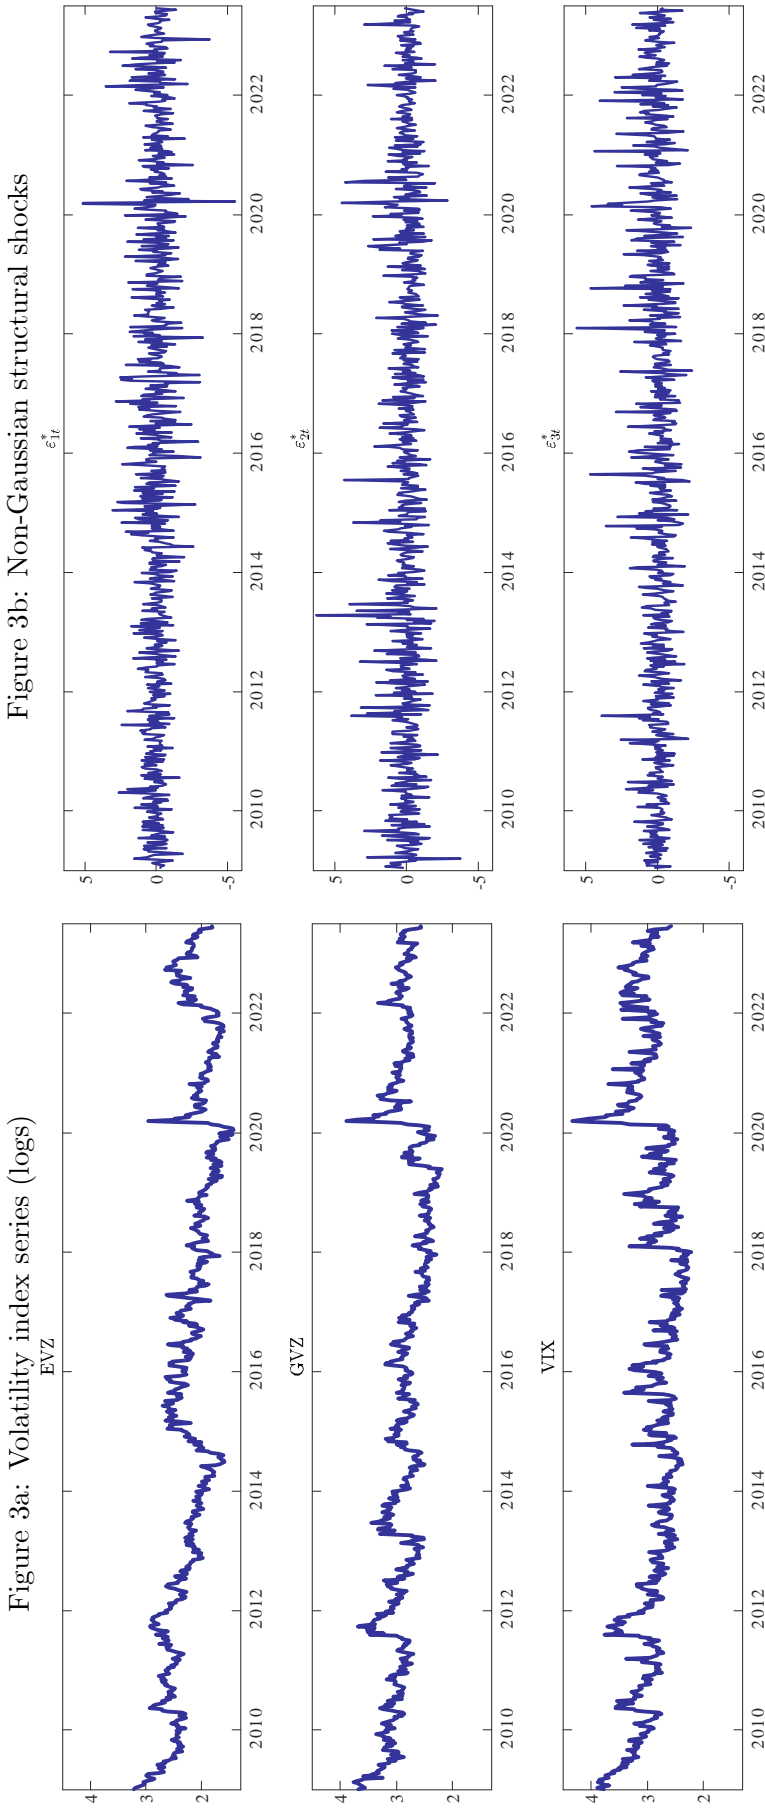 Figure 3a: Volatility index series (logs)
EVZ
4
3
2
2010 2012 2014 2016 2018 2020 2022
GVZ
4
3
2
2010 2012 2014 2016 2018 2020 2022
VIX
4
3
2
2010 2012 2014 2016 2018 2020 2022
Figure 3b: Non-Gaussian structural shocks
ε*1t
5
0
-5
2010 2012 2014 2016 2018 2020 2022
ε*2t
5
0
-5
2010 2012 2014 2016 2018 2020 2022
ε*3t
5
0
-5
2010 2012 2014 2016 2018 2020 2022